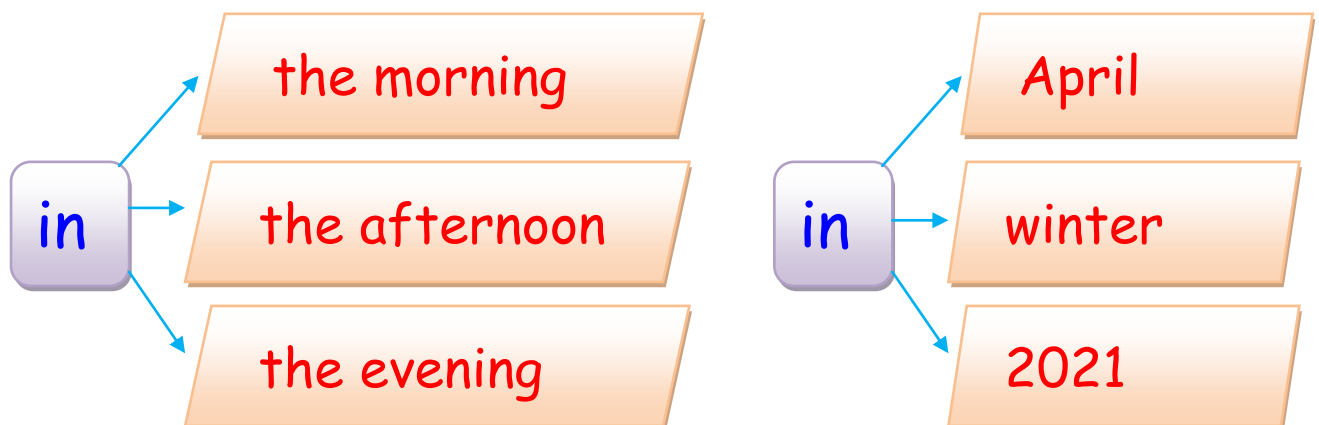 in
the morning
the afternoon
the evening
in
April
winter
2021